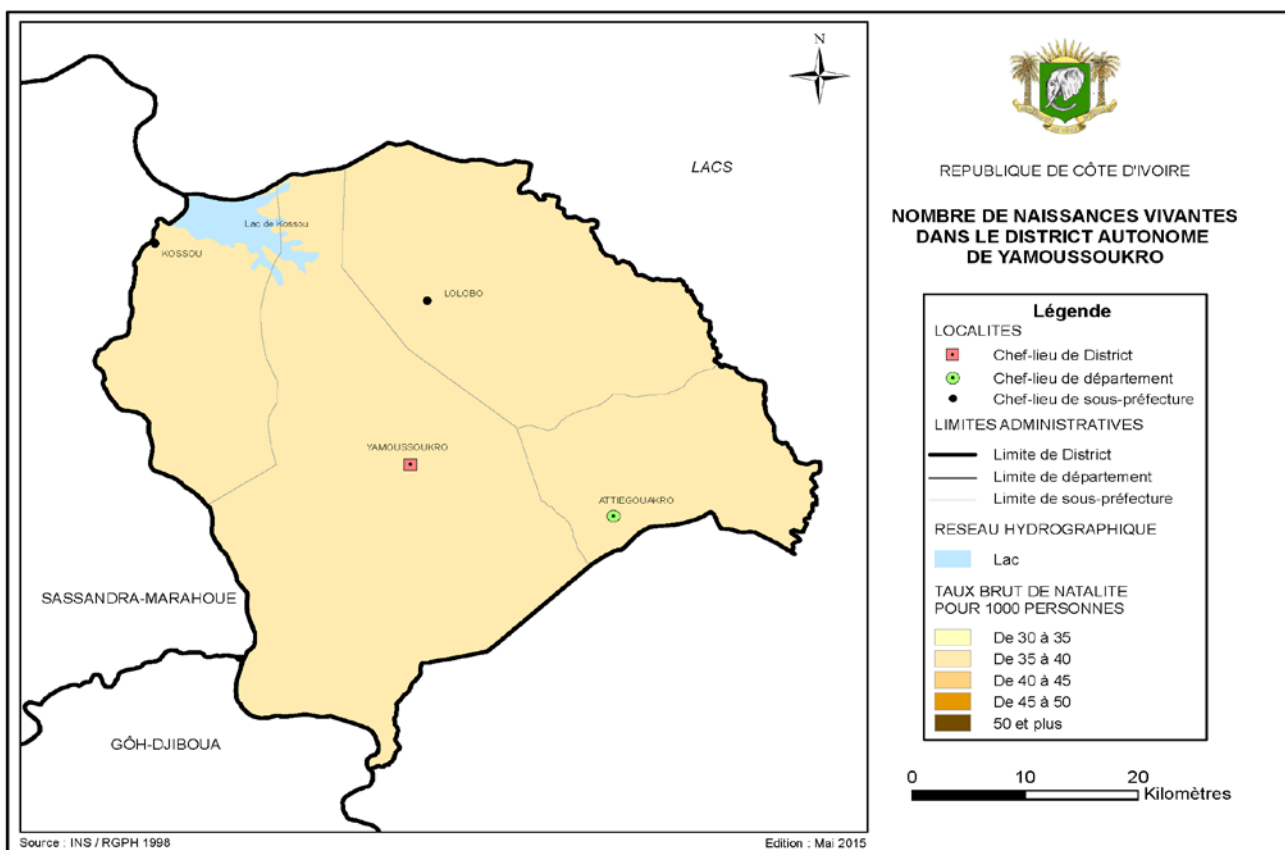 N
LACS
Lac de Kossou
KOSSOU
LOLOBO
YAMOUSSOUKRO
ATTIEGOUAKRO
SASSANDRA-MARAHOUE
GÔH-DJIBOUA
Source : INS / RGPH 1998
Edition : Mai 2015
REPUBLIQUE DE CÔTE D'IVOIRE
NOMBRE DE NAISSANCES VIVANTES
DANS LE DISTRICT AUTONOME
DE YAMOUSSOUKRO
Légende
LOCALITES
Chef-lieu de District
Chef-lieu de département
Chef-lieu de sous-préfecture
LIMITES ADMINISTRATIVES
Limite de District
Limite de département
Limite de sous-préfecture
RESEAU HYDROGRAPHIQUE
Lac
TAUX BRUT DE NATALITE
POUR 1000 PERSONNES
De 30 à 35
De 35 à 40
De 40 à 45
De 45 à 50
50 et plus
0 10 20
Kilomètres